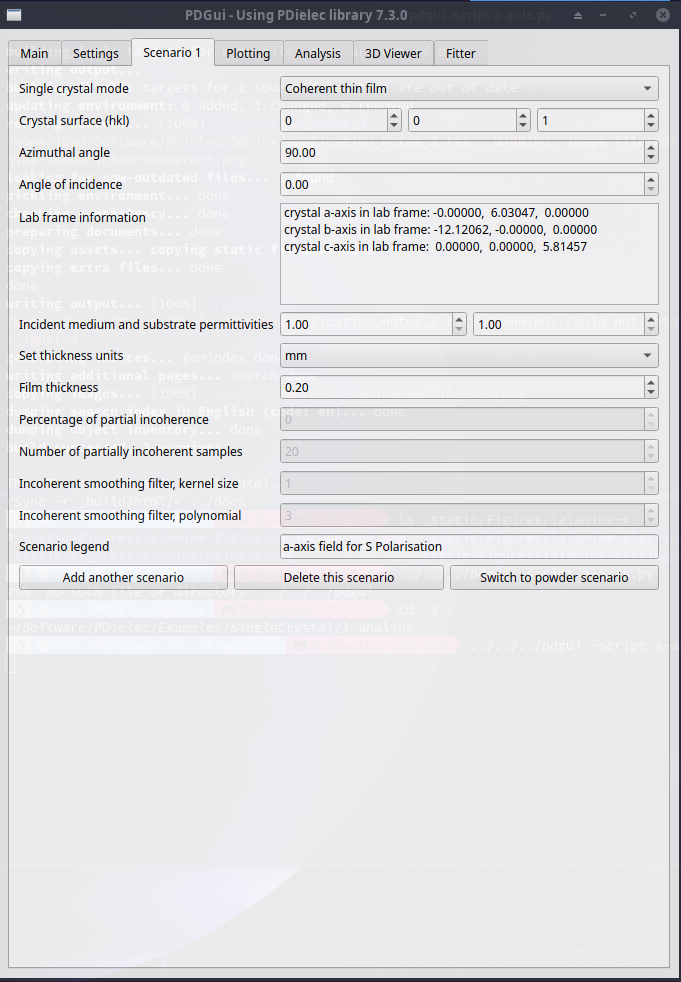 PDGui - Using PDielec library 7.3.0
Main Settings Scenario 1 Plotting Analysis 3D Viewer Fitter
Single crystal mode Coherent thin film
Crystal surface (hkl) 0 0 1
Azimuthal angle 90.00
Angle of incidence 0.00
Lab frame information crystal a-axis in lab frame: -0.00000, 6.03047, 0.00000
crystal b-axis in lab frame: -12.12062, -0.00000, 0.00000
crystal c-axis in lab frame: 0.00000, 0.00000, 5.81457
Incident medium and substrate permittivities 1.00 1.00
Set thickness units mm
Film thickness 0.20
Percentage of partial incoherence 0
Number of partially incoherent samples 20
Incoherent smoothing filter, kernel size 1
Incoherent smoothing filter, polynomial 3
Scenario legend a-axis field for S Polarisation
Add another scenario Delete this scenario Switch to powder scenario